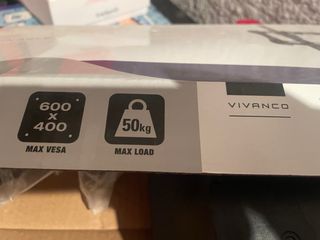 600
x
400
MAX VESA
50kg
MAX LOAD
VIVANCO